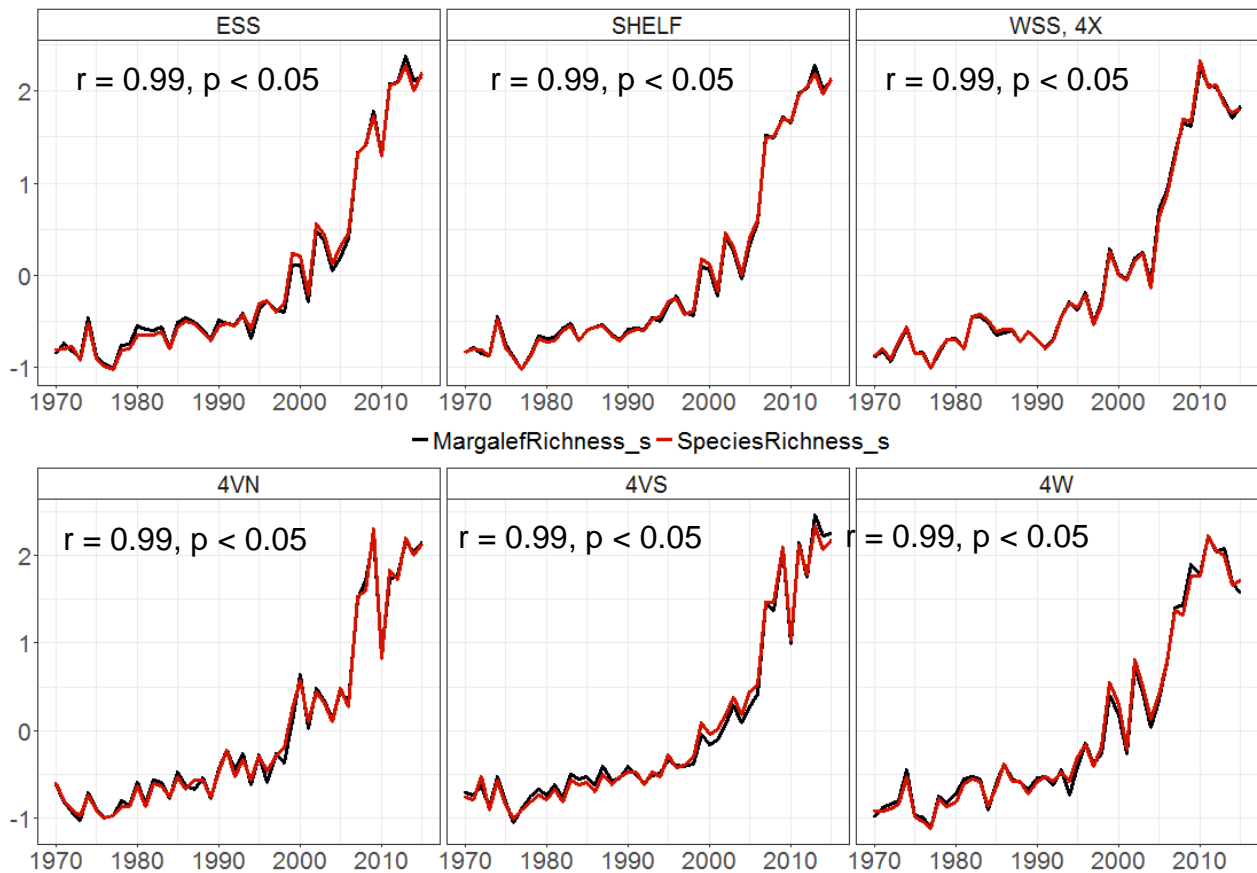 ESS SHELF WSS, 4X
r = 0.99, p < 0.05 r = 0.99, p < 0.05 r = 0.99, p < 0.05
2
1
0
-1
1970 1980 1990 2000 2010 1970 1980 1990 2000 2010 1970 1980 1990 2000 2010
MargalefRichness_s SpeciesRichness_s
4VN 4VS 4W
r = 0.99, p < 0.05 r = 0.99, p < 0.05 r = 0.99, p < 0.05
2
1
0
-1
1970 1980 1990 2000 2010 1970 1980 1990 2000 2010 1970 1980 1990 2000 2010